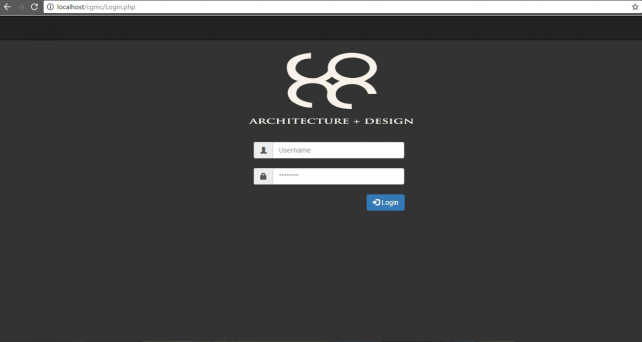 localhost/cgmc/Login.php
ARCHITECTURE + DESIGN
Username
********
Login